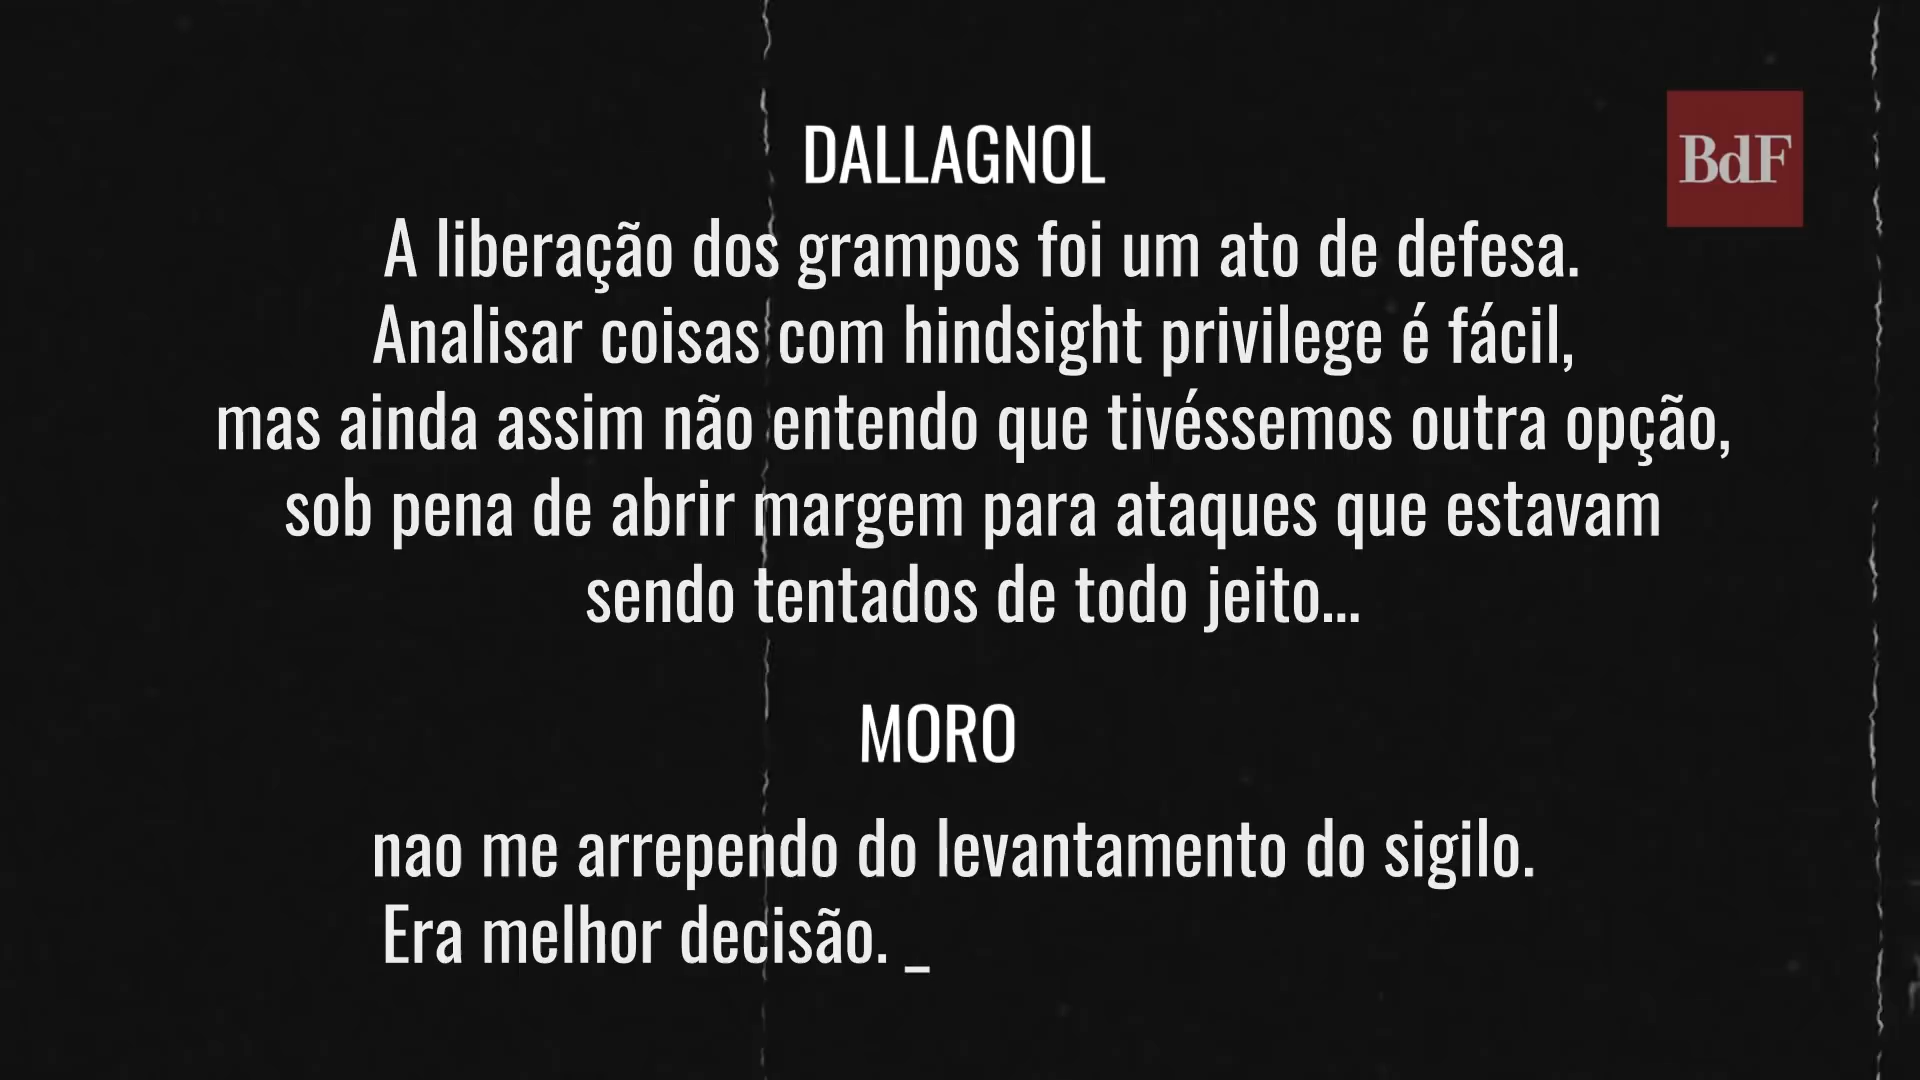 DALLAGNOL
BdF
A liberação dos grampos foi um ato de defesa.
Analisar coisas com hindsight privilege é fácil,
mas ainda assim não entendo que tivéssemos outra opção,
sob pena de abrir margem para ataques que estavam
sendo tentados de todo jeito...
MORO
nao me arrependo do levantamento do sigilo.
Era melhor decisão. _